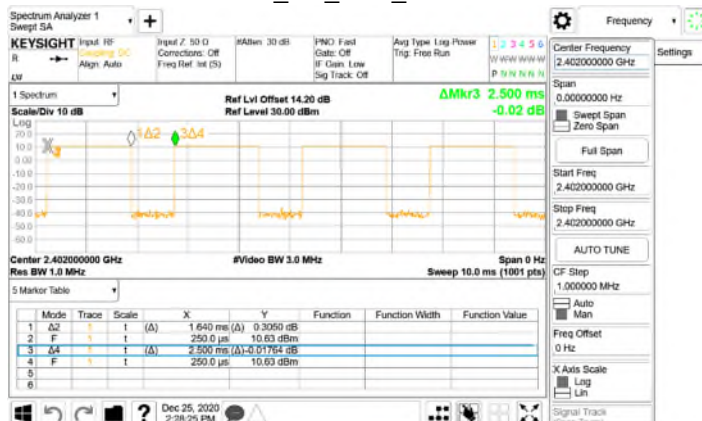 Spectrum Analyzer 1
Swept SA
+
Frequency
KEYSIGHT
Input: RF
Coupling: DC
Align: Auto
Input Z: 50 Ω
Corrections: Off
Freq Ref: Int (S)
#Atten: 30 dB
PNO: Fast
Gate: Off
IF Gain: Low
Sig Track: Off
Avg Type: Log-Power
Trig: Free Run
1 2 3 4 5 6
W W W W W W
P N N N N N
R
LXI
Center Frequency
2.402000000 GHz
Settings
1 Spectrum
Scale/Div 10 dB
Ref Lvl Offset 14.20 dB
Ref Level 30.00 dBm
ΔMkr3 2.500 ms
-0.02 dB
Span
0.00000000 Hz
Swept Span
Zero Span
Full Span
Start Freq
2.402000000 GHz
Stop Freq
2.402000000 GHz
AUTO TUNE
CF Step
1.000000 MHz
Auto
Man
Freq Offset
0 Hz
X Axis Scale
Log
Lin
Signal Track
Log
20.0
10.0
0.00
-10.0
-20.0
-30.0
-40.0
-50.0
-60.0
1Δ2
3Δ4
Center 2.402000000 GHz
Res BW 1.0 MHz
#Video BW 3.0 MHz
Span 0 Hz
Sweep 10.0 ms (1001 pts)
5 Marker Table
Mode Trace Scale X Y Function Function Width Function Value
1 Δ2 1 t (Δ) 1.640 ms (Δ) 0.3050 dB
2 F 1 t 250.0 µs 10.63 dBm
3 Δ4 1 t (Δ) 2.500 ms (Δ) -0.01764 dB
4 F 1 t 250.0 µs 10.63 dBm
5
6
?
Dec 25, 2020
2:28:25 PM